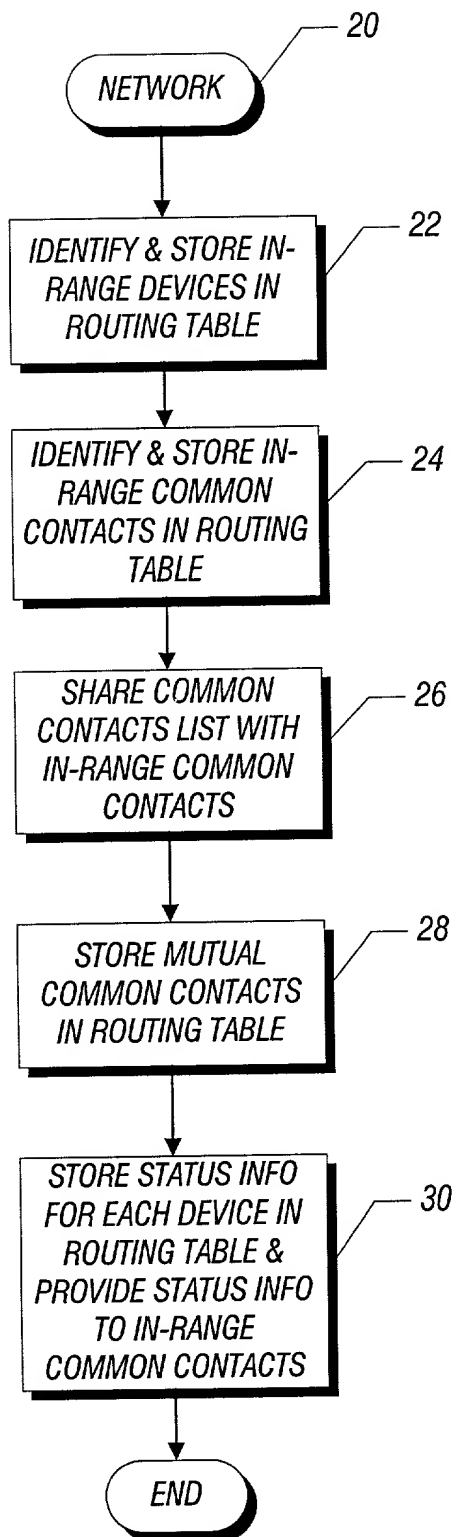 20
NETWORK
22
IDENTIFY & STORE IN-
RANGE DEVICES IN
ROUTING TABLE
24
IDENTIFY & STORE IN-
RANGE COMMON
CONTACTS IN ROUTING
TABLE
26
SHARE COMMON
CONTACTS LIST WITH
IN-RANGE COMMON
CONTACTS
28
STORE MUTUAL
COMMON CONTACTS
IN ROUTING TABLE
30
STORE STATUS INFO
FOR EACH DEVICE IN
ROUTING TABLE &
PROVIDE STATUS INFO
TO IN-RANGE
COMMON CONTACTS
END